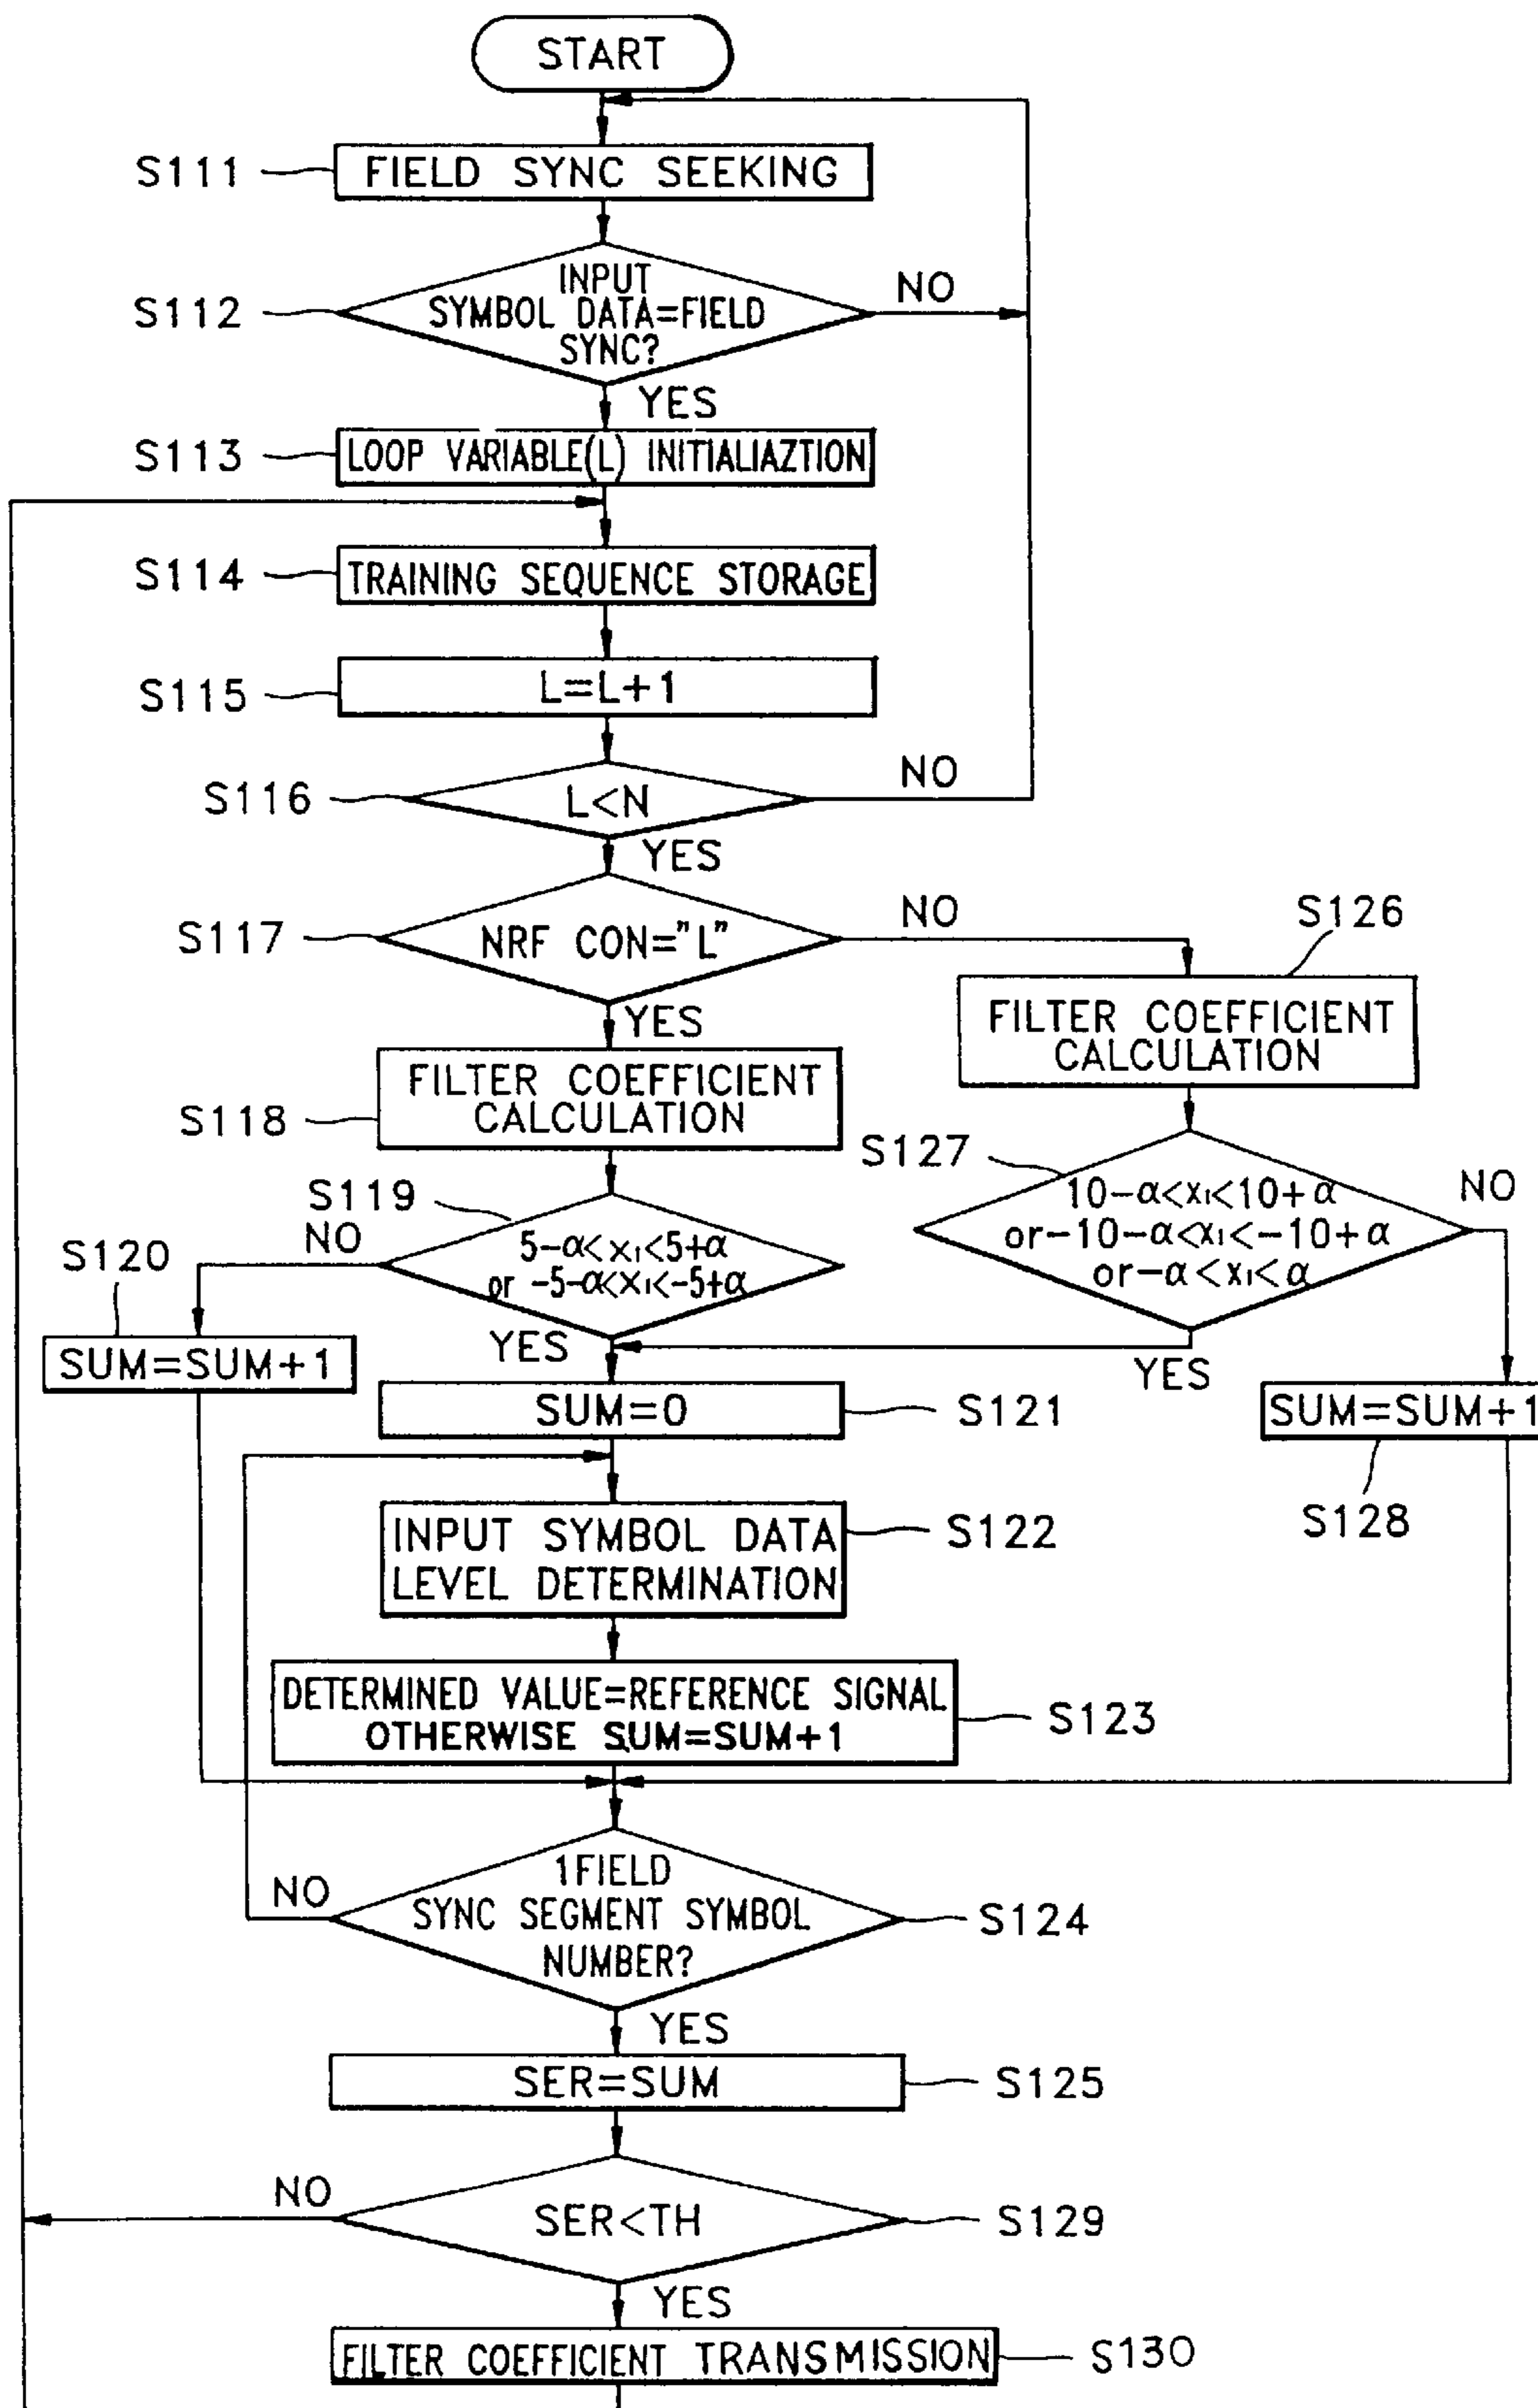 START
S111
FIELD SYNC SEEKING
S112
INPUT
SYMBOL DATA=FIELD
SYNC?
NO
YES
S113
LOOP VARIABLE(L) INITIALIAZTION
S114
TRAINING SEQUENCE STORAGE
S115
L=L+1
S116
L<N
NO
YES
S117
NRF CON="L"
NO
YES
S126
FILTER COEFFICIENT
CALCULATION
S118
FILTER COEFFICIENT
CALCULATION
S127
10-α<x₁<10+α
or-10-α<x₁<-10+α
or-α<x₁<α
NO
YES
S119
5-α<x₁<5+α
or -5-α<x₁<-5+α
NO
YES
S120
SUM=SUM+1
SUM=0
S121
SUM=SUM+1
S128
INPUT SYMBOL DATA
LEVEL DETERMINATION
S122
DETERMINED VALUE=REFERENCE SIGNAL
OTHERWISE SUM=SUM+1
S123
1FIELD
SYNC SEGMENT SYMBOL
NUMBER?
S124
NO
YES
SER=SUM
S125
SER<TH
S129
NO
YES
FILTER COEFFICIENT TRANSMISSION
S130